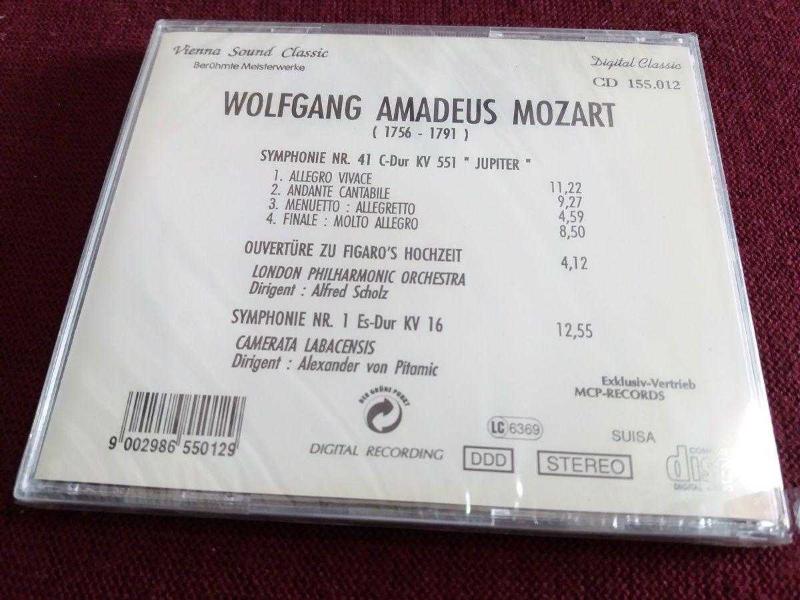 Vienna Sound Classic
Berühmte Meisterwerke
Digital Classic
CD 155.012
WOLFGANG AMADEUS MOZART
( 1756 - 1791 )
SYMPHONIE NR. 41 C-Dur KV 551 " JUPITER "
1. ALLEGRO VIVACE 11,22
2. ANDANTE CANTABILE 9,27
3. MENUETTO : ALLEGRETTO 4,59
4. FINALE : MOLTO ALLEGRO 8,50
OUVERTÜRE ZU FIGARO'S HOCHZEIT 4,12
LONDON PHILHARMONIC ORCHESTRA
Dirigent : Alfred Scholz
SYMPHONIE NR. 1 Es-Dur KV 16 12,55
CAMERATA LABACENSIS
Dirigent : Alexander von Pitamic
Exklusiv-Vertrieb
MCP-RECORDS
DER GRÜNE PUNKT
9 002986 550129
DIGITAL RECORDING
LC 6369
DDD
STEREO
SUISA
disc